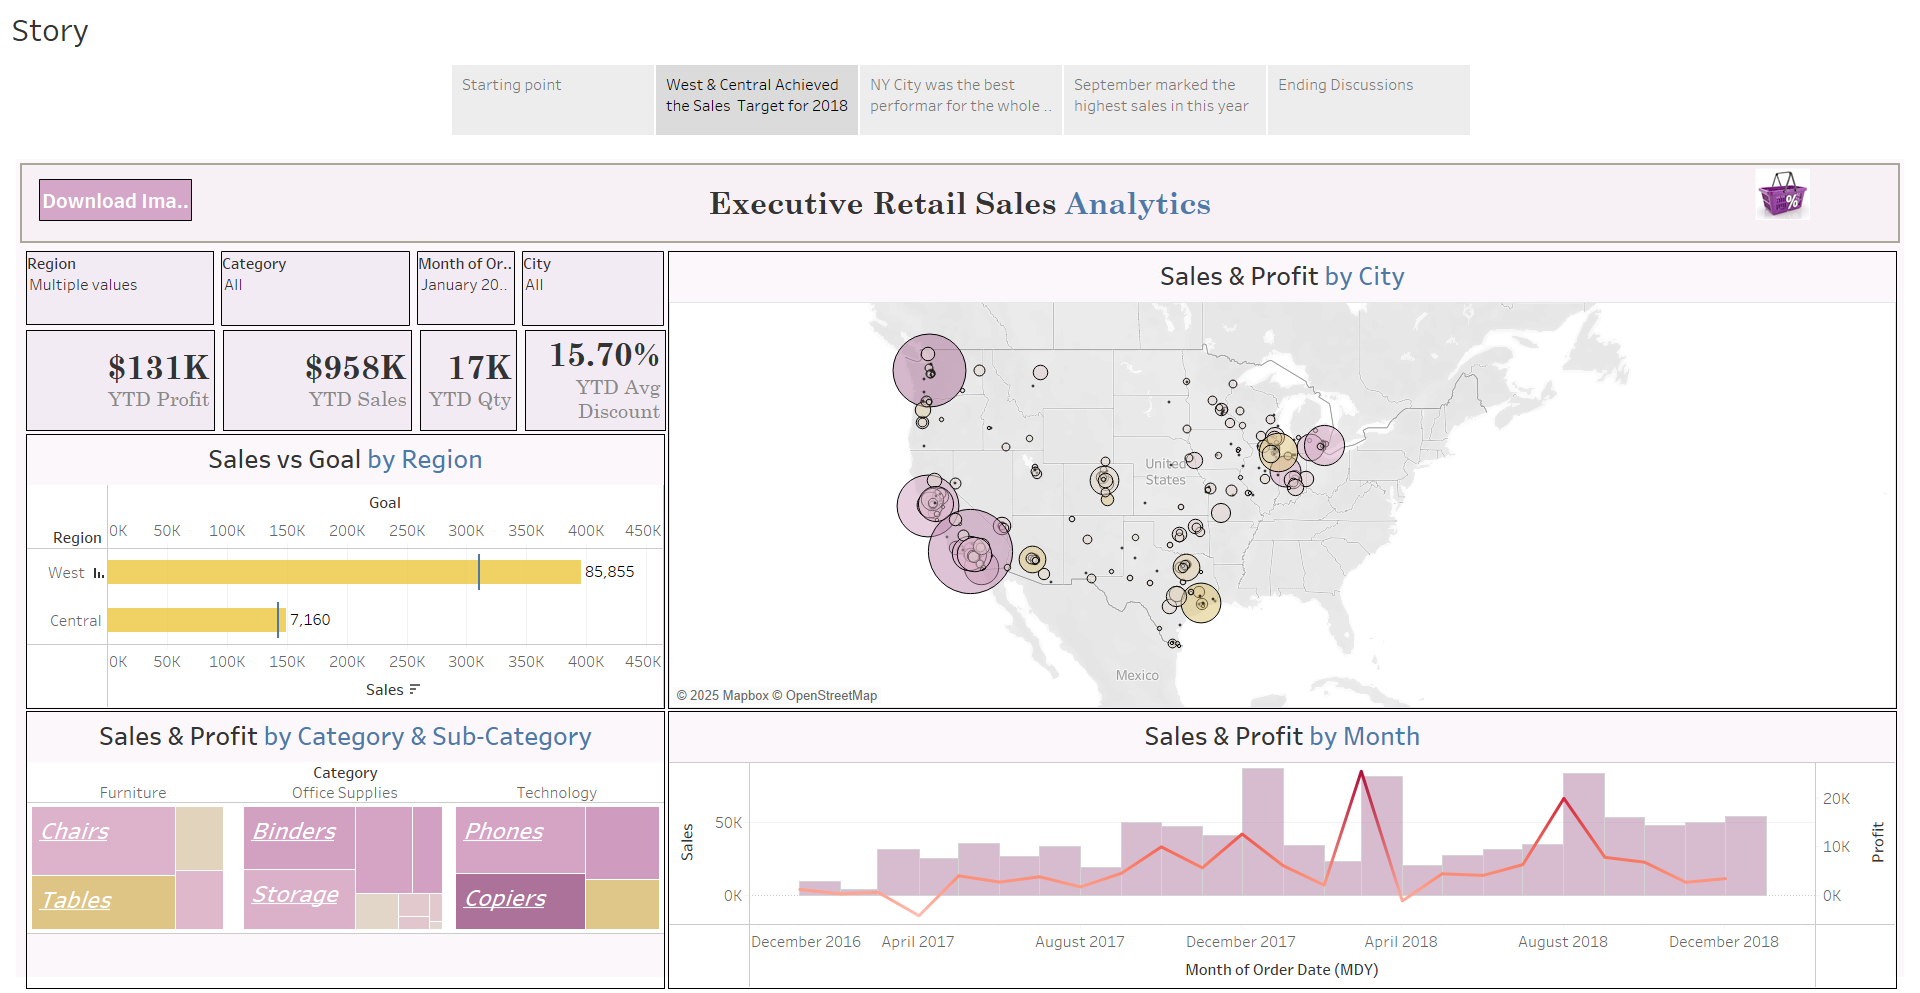 Story
Starting point
West & Central Achieved
the Sales  Target for 2018
NY City was the best
performar for the whole ..
September marked the
highest sales in this year
Ending Discussions
Download Ima..
Executive Retail Sales Analytics
%
Region
Multiple values
Category
All
Month of Or..
January 20..
City
All
$131K
YTD Profit
$958K
YTD Sales
17K
YTD Qty
15.70%
YTD Avg
Discount
Sales vs Goal by Region
Goal
Region
0K 50K 100K 150K 200K 250K 300K 350K 400K 450K
West 85,855
Central 7,160
0K 50K 100K 150K 200K 250K 300K 350K 400K 450K
Sales
Sales & Profit by City
United
States
Mexico
© 2025 Mapbox © OpenStreetMap
Sales & Profit by Category & Sub-Category
Category
Furniture Office Supplies Technology
Chairs
Tables
Binders
Storage
Phones
Copiers
Sales & Profit by Month
Sales
50K
0K
20K
10K
0K
Profit
December 2016 April 2017 August 2017 December 2017 April 2018 August 2018 December 2018
Month of Order Date (MDY)